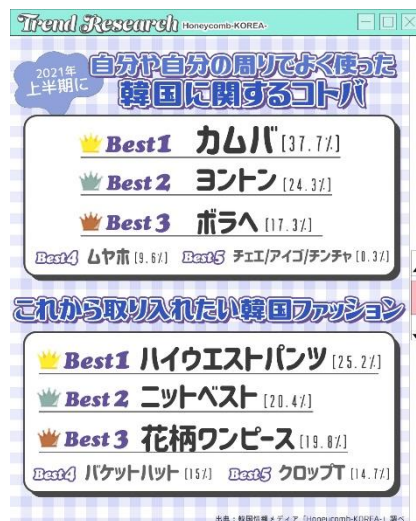 Trend Research Honeycomb-KOREA-
2021年
上半期に
自分や自分の周りでよく使った
韓国に関するコトバ
Best1 カムバ [37.7%]
Best2 ヨントン [24.3%]
Best3 ボラヘ [17.3%]
Best4 ムヤホ [9.6%] Best5 チェエ/アイゴ/チンチャ [8.3%]
これから取り入れたい韓国ファッション
Best1 ハイウエストパンツ [25.2%]
Best2 ニットベスト [20.4%]
Best3 花柄ワンピース [19.8%]
Best4 バケットハット [15%] Best5 クロップT [14.7%]
出典:韓国情報メディア「Honeycomb-KOREA-」調べ